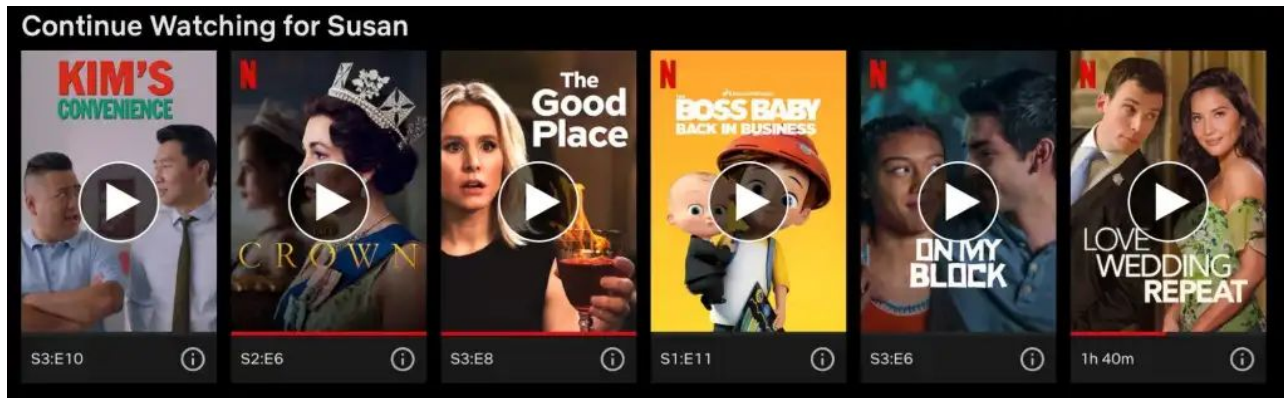 Continue Watching for Susan
KIM'S
CONVENIENCE
S3:E10
N
CROWN
S2:E6
The
Good
Place
S3:E8
N
BOSS BABY
BACK IN BUSINESS
S1:E11
N
ON MY
BLOCK
S3:E6
N
LOVE
WEDDING
REPEAT
1h 40m